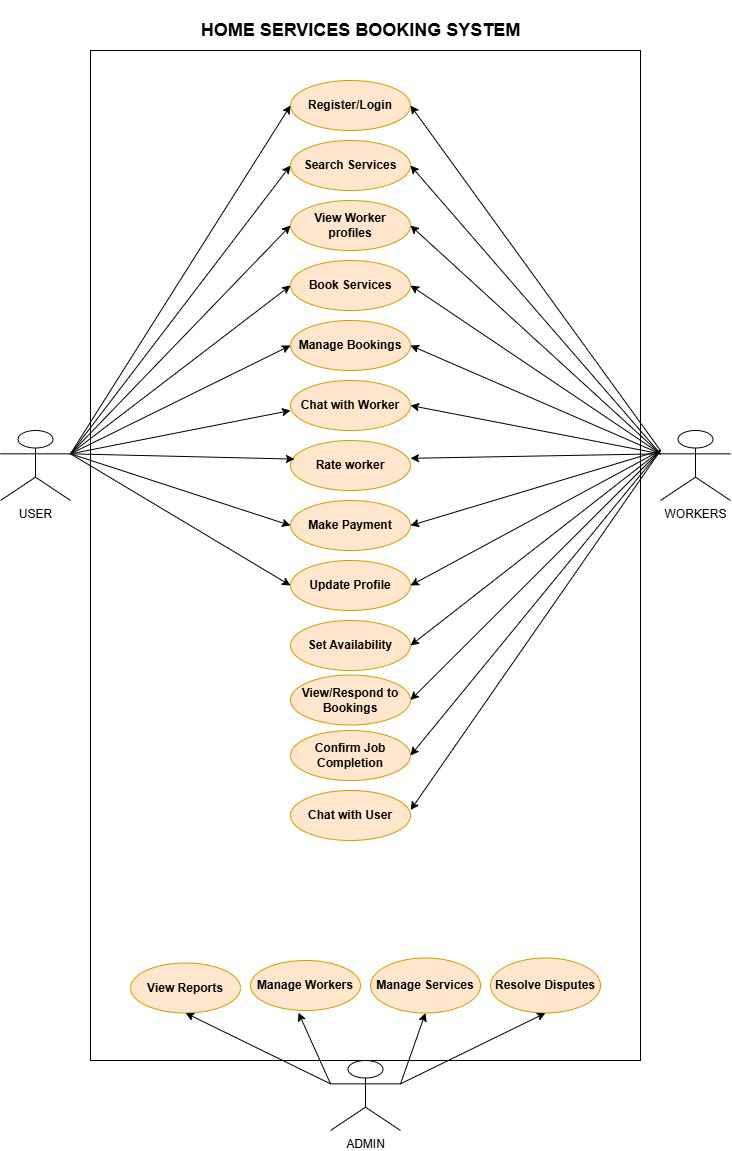 HOME SERVICES BOOKING SYSTEM
Register/Login
Search Services
View Worker
profiles
Book Services
Manage Bookings
Chat with Worker
Rate worker
Make Payment
Update Profile
Set Availability
View/Respond to
Bookings
Confirm Job
Completion
Chat with User
USER
WORKERS
View Reports
Manage Workers
Manage Services
Resolve Disputes
ADMIN